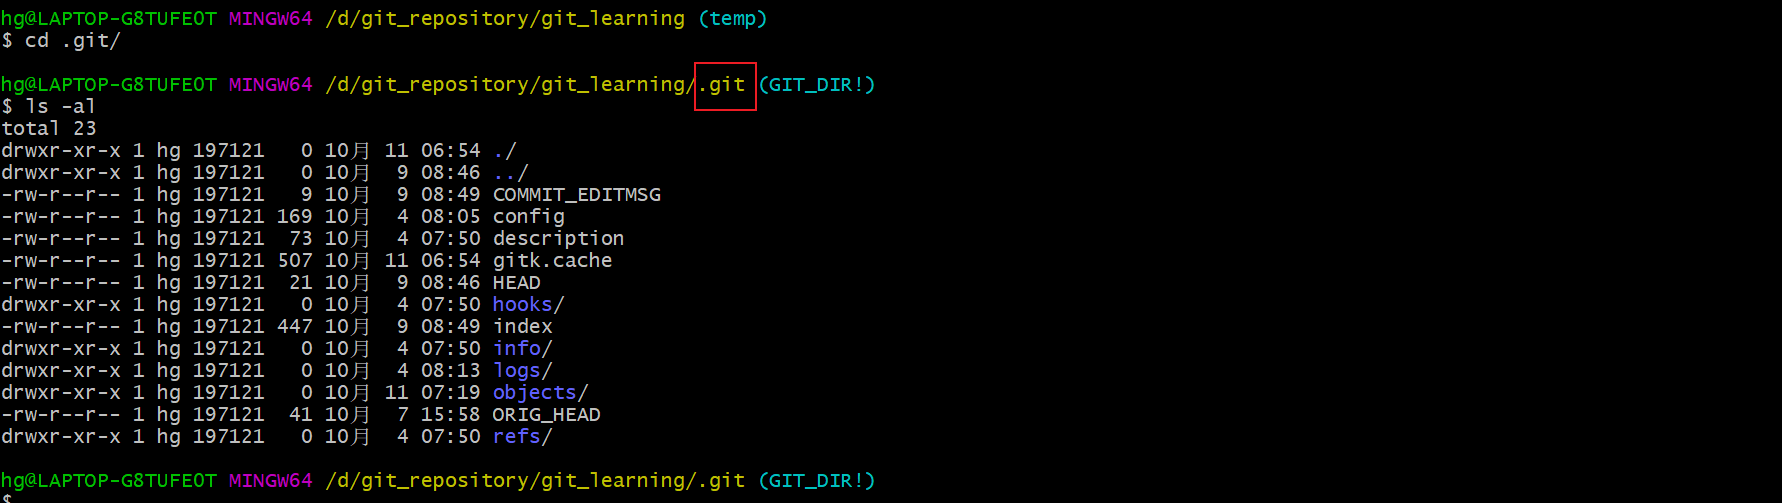 hg@LAPTOP-G8TUFE0T MINGW64 /d/git_repository/git_learning (temp)
$ cd .git/
hg@LAPTOP-G8TUFE0T MINGW64 /d/git_repository/git_learning/.git (GIT_DIR!)
$ ls -al
total 23
drwxr-xr-x 1 hg 197121   0 10月 11 06:54 ./
drwxr-xr-x 1 hg 197121   0 10月  9 08:46 ../
-rw-r--r-- 1 hg 197121   9 10月  9 08:49 COMMIT_EDITMSG
-rw-r--r-- 1 hg 197121 169 10月  4 08:05 config
-rw-r--r-- 1 hg 197121  73 10月  4 07:50 description
-rw-r--r-- 1 hg 197121 507 10月 11 06:54 gitk.cache
-rw-r--r-- 1 hg 197121  21 10月  9 08:46 HEAD
drwxr-xr-x 1 hg 197121   0 10月  4 07:50 hooks/
-rw-r--r-- 1 hg 197121 447 10月  9 08:49 index
drwxr-xr-x 1 hg 197121   0 10月  4 07:50 info/
drwxr-xr-x 1 hg 197121   0 10月  4 08:13 logs/
drwxr-xr-x 1 hg 197121   0 10月 11 07:19 objects/
-rw-r--r-- 1 hg 197121  41 10月  7 15:58 ORIG_HEAD
drwxr-xr-x 1 hg 197121   0 10月  4 07:50 refs/
hg@LAPTOP-G8TUFE0T MINGW64 /d/git_repository/git_learning/.git (GIT_DIR!)
$